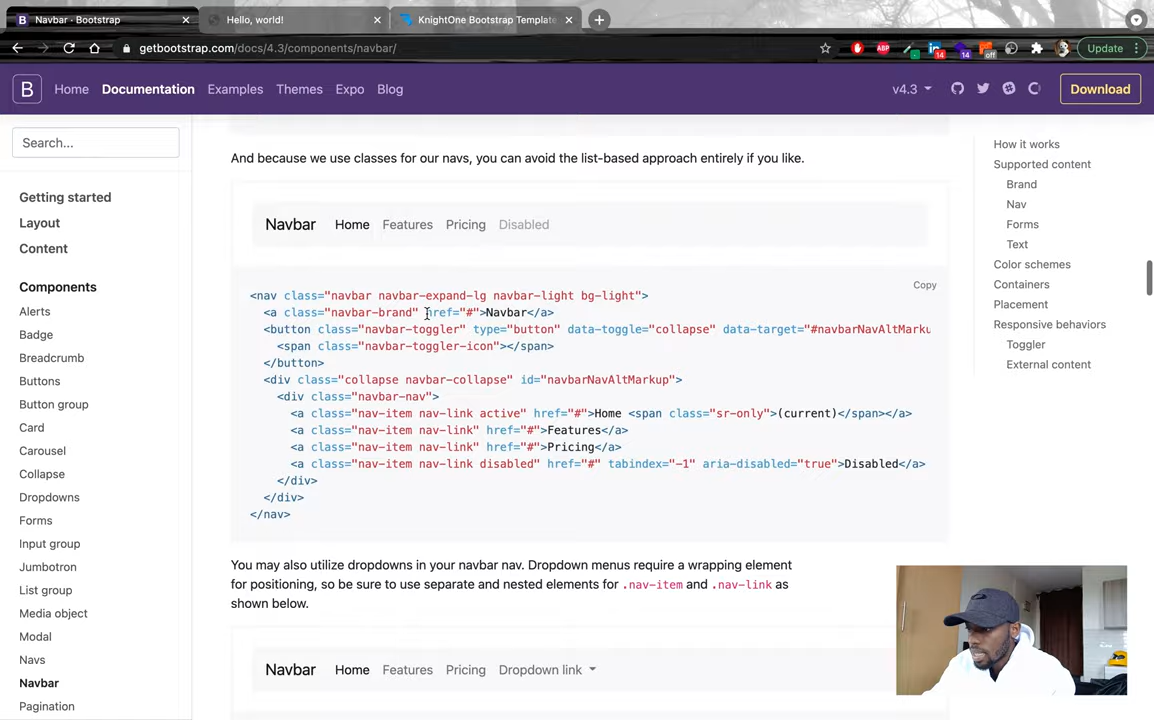 Navbar · Bootstrap
Hello, world!
KnightOne Bootstrap Template
getbootstrap.com/docs/4.3/components/navbar/
ABP
14
14
off
Update
B
Home
Documentation
Examples
Themes
Expo
Blog
v4.3
Download
Search...
Getting started
Layout
Content
Components
Alerts
Badge
Breadcrumb
Buttons
Button group
Card
Carousel
Collapse
Dropdowns
Forms
Input group
Jumbotron
List group
Media object
Modal
Navs
Navbar
Pagination
And because we use classes for our navs, you can avoid the list-based approach entirely if you like.
Navbar Home Features Pricing Disabled
Copy
<nav class="navbar navbar-expand-lg navbar-light bg-light">
<a class="navbar-brand" href="#">Navbar</a>
<button class="navbar-toggler" type="button" data-toggle="collapse" data-target="#navbarNavAltMarku
<span class="navbar-toggler-icon"></span>
</button>
<div class="collapse navbar-collapse" id="navbarNavAltMarkup">
<div class="navbar-nav">
<a class="nav-item nav-link active" href="#">Home <span class="sr-only">(current)</span></a>
<a class="nav-item nav-link" href="#">Features</a>
<a class="nav-item nav-link" href="#">Pricing</a>
<a class="nav-item nav-link disabled" href="#" tabindex="-1" aria-disabled="true">Disabled</a>
</div>
</div>
</nav>
You may also utilize dropdowns in your navbar nav. Dropdown menus require a wrapping element
for positioning, so be sure to use separate and nested elements for .nav-item and .nav-link as
shown below.
Navbar Home Features Pricing Dropdown link
How it works
Supported content
Brand
Nav
Forms
Text
Color schemes
Containers
Placement
Responsive behaviors
Toggler
External content